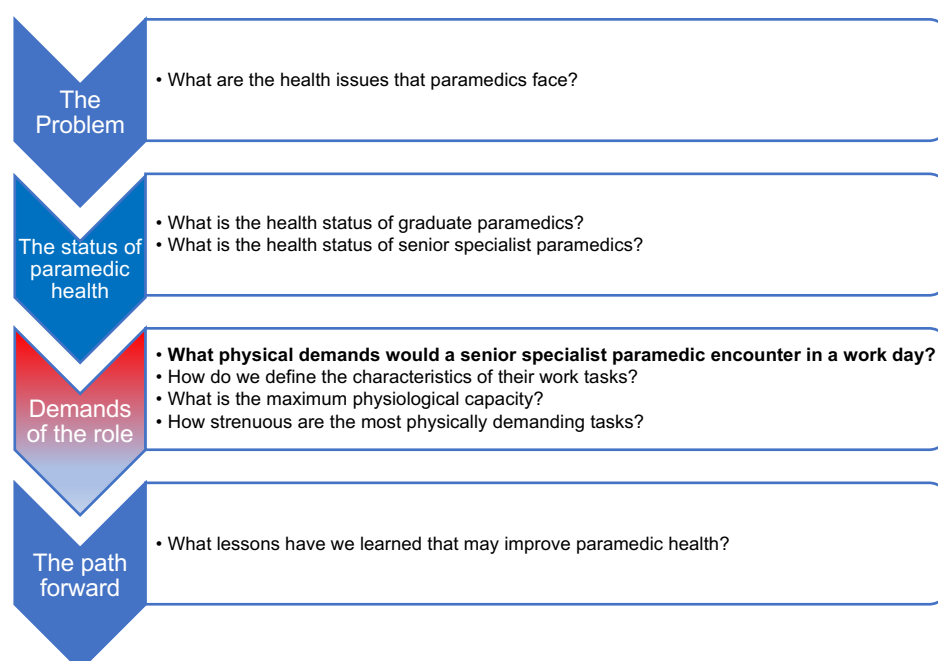 The
Problem
• What are the health issues that paramedics face?
The status of
paramedic
health
• What is the health status of graduate paramedics?
• What is the health status of senior specialist paramedics?
Demands
of the role
• What physical demands would a senior specialist paramedic encounter in a work day?
• How do we define the characteristics of their work tasks?
• What is the maximum physiological capacity?
• How strenuous are the most physically demanding tasks?
The path
forward
• What lessons have we learned that may improve paramedic health?